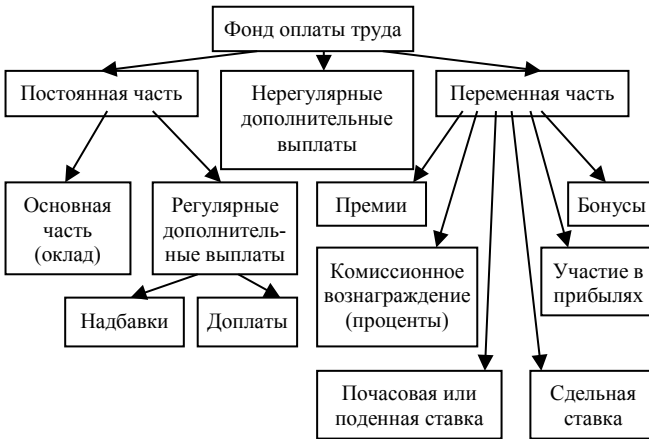 Фонд оплаты труда
Постоянная часть
Нерегулярные
дополнительные
выплаты
Переменная часть
Основная
часть
(оклад)
Регулярные
дополнитель-
ные выплаты
Премии
Бонусы
Комиссионное
вознаграждение
(проценты)
Участие в
прибылях
Надбавки
Доплаты
Почасовая или
поденная ставка
Сдельная
ставка